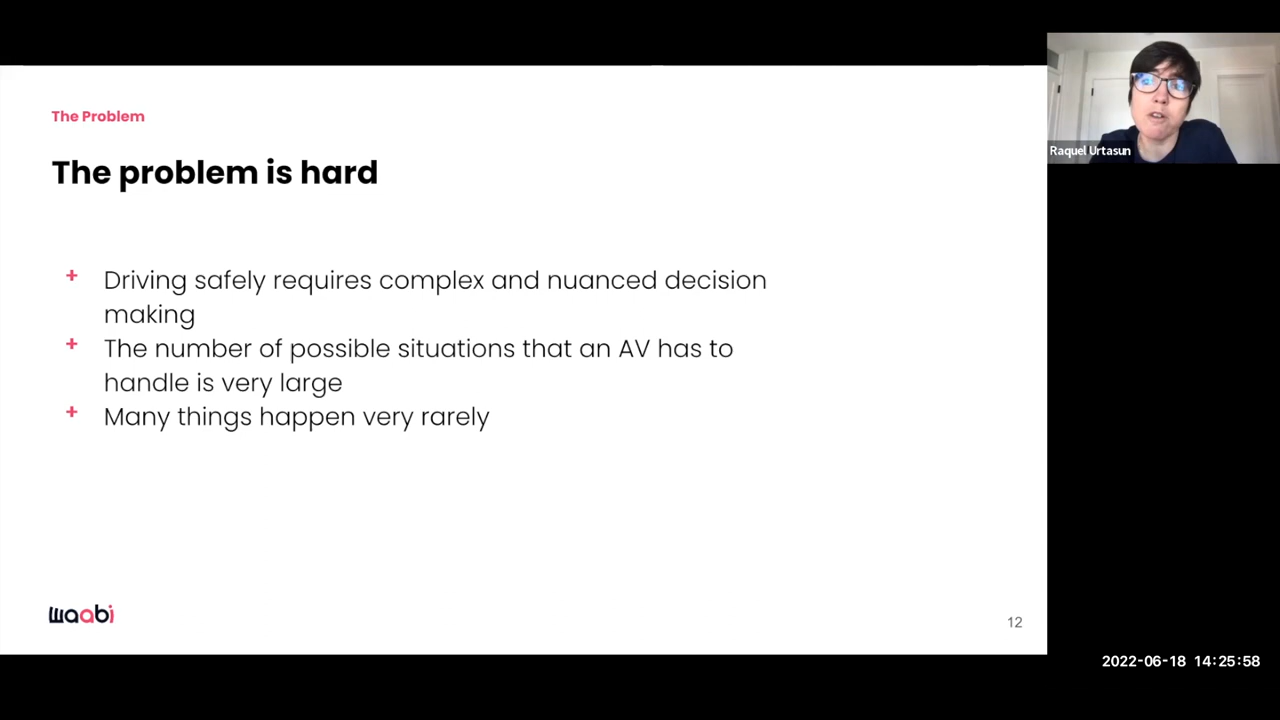 The Problem
The problem is hard
+ Driving safely requires complex and nuanced decision
making
+ The number of possible situations that an AV has to
handle is very large
+ Many things happen very rarely
waabi
12
Raquel Urtasun
2022-06-18 14:25:58